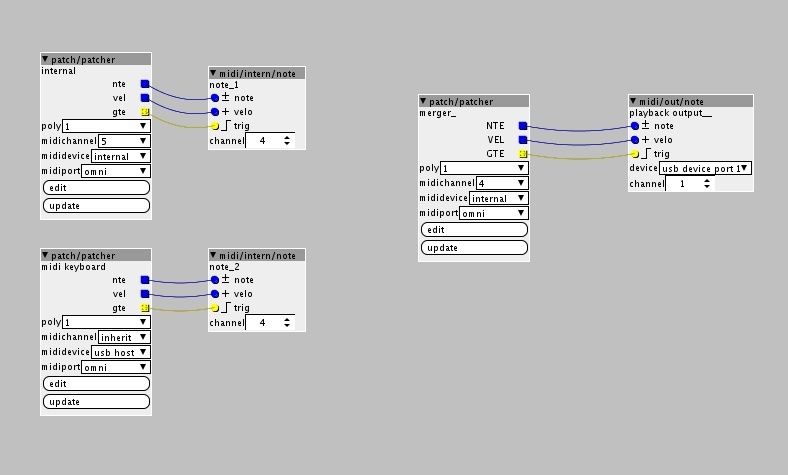 ▼ patch/patcher
internal
nte
vel
gte
poly 1 ▼
midichannel 5 ▼
mididevice internal ▼
midiport omni ▼
edit
update
▼ midi/intern/note
note_1
± note
+ velo
trig
channel 4
▼ patch/patcher
midi keyboard
nte
vel
gte
poly 1 ▼
midichannel inherit ▼
mididevice usb host ▼
midiport omni ▼
edit
update
▼ midi/intern/note
note_2
± note
+ velo
trig
channel 4
▼ patch/patcher
merger_
NTE
VEL
GTE
poly 1 ▼
midichannel 4 ▼
mididevice internal ▼
midiport omni ▼
edit
update
▼ midi/out/note
playback output__
± note
+ velo
trig
device usb device port 1 ▼
channel 1